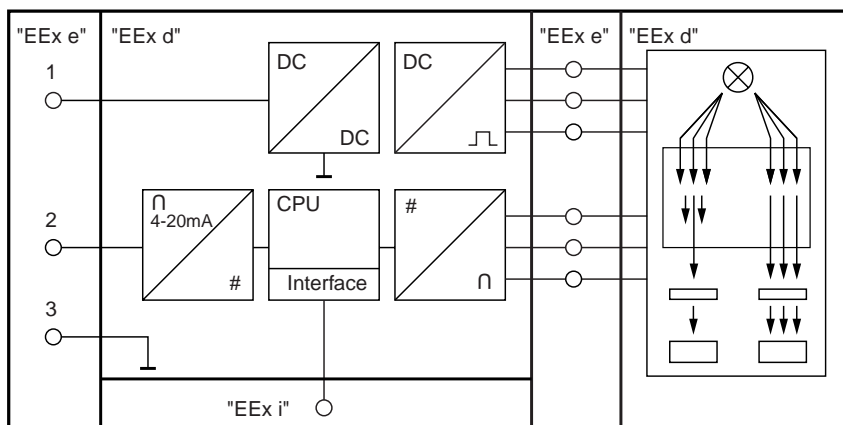 "EEx e" "EEx d" "EEx e" "EEx d"
1
DC DC
DC
2
∩ CPU #
4-20mA
# Interface ∩
3
"EEx i"